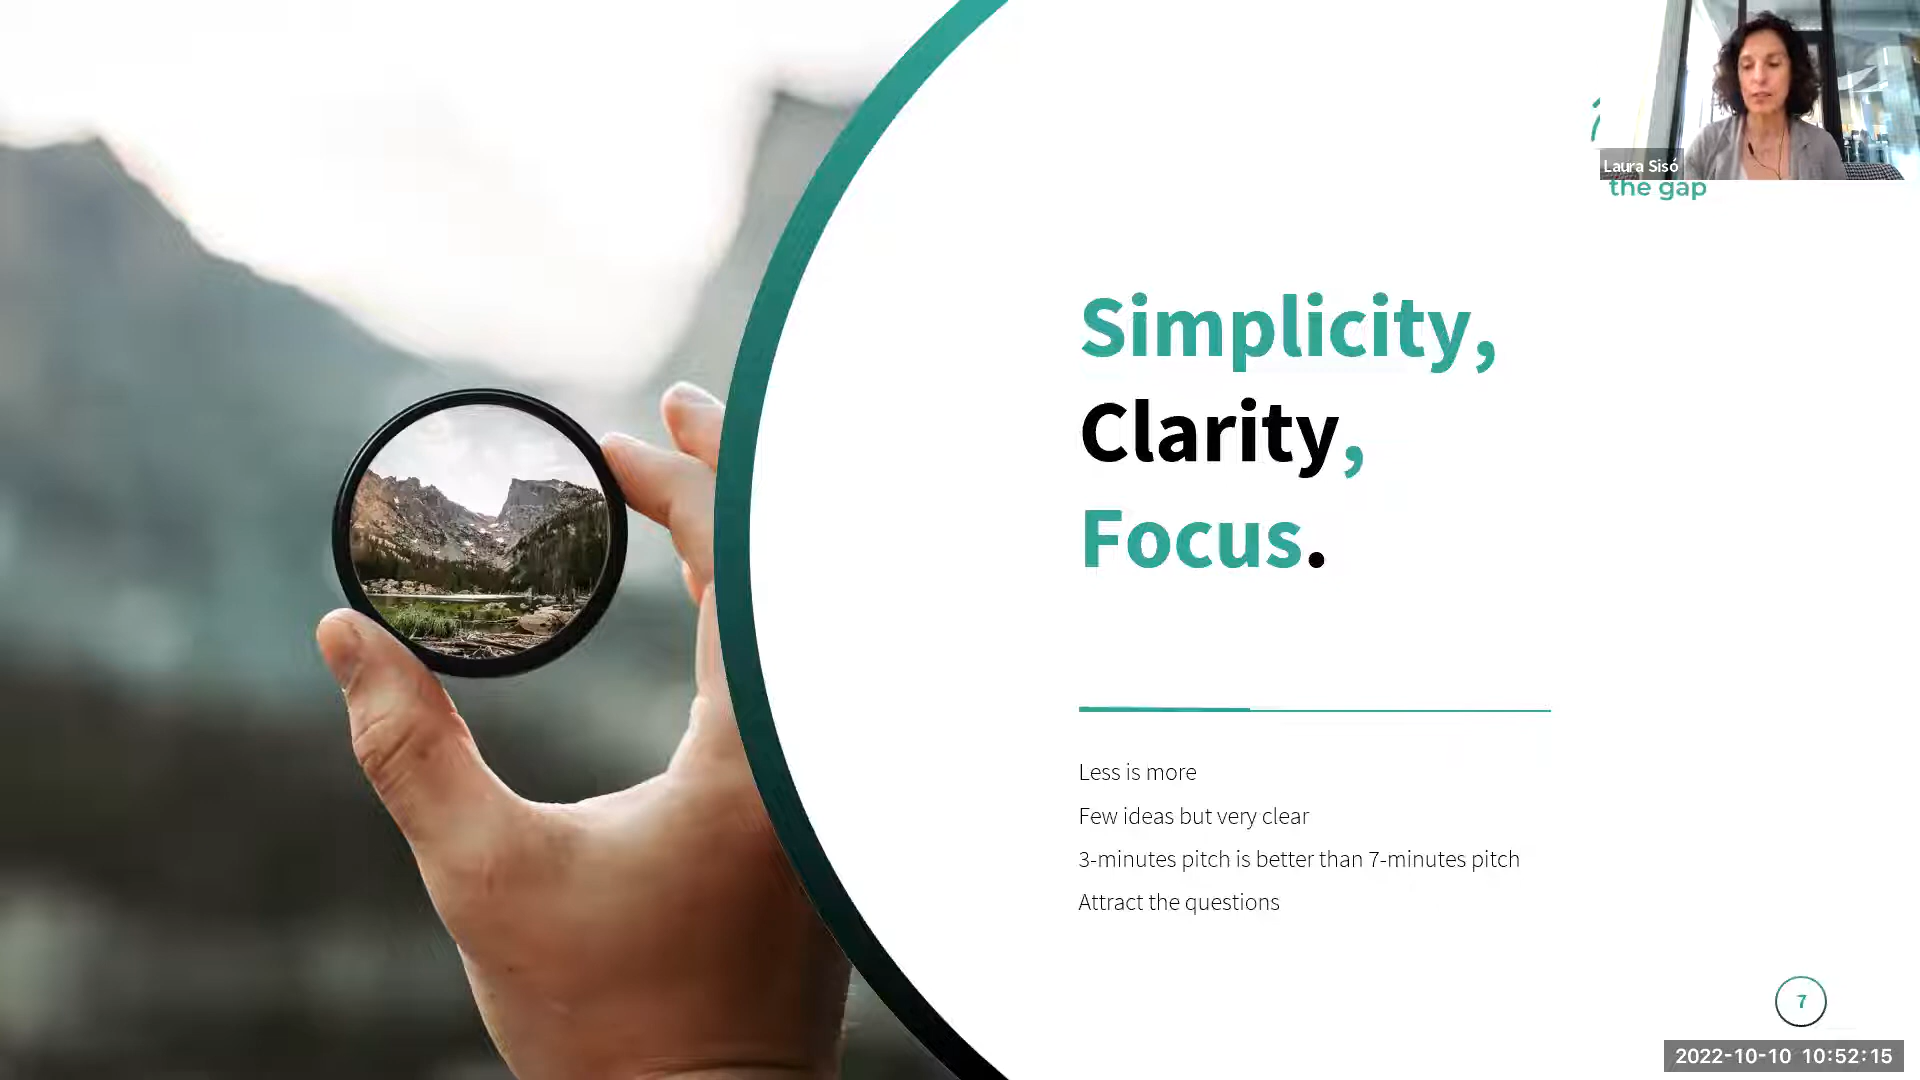 Laura Sisó
the gap
Simplicity,
Clarity,
Focus.
Less is more
Few ideas but very clear
3-minutes pitch is better than 7-minutes pitch
Attract the questions
7
2022-10-10 10:52:15